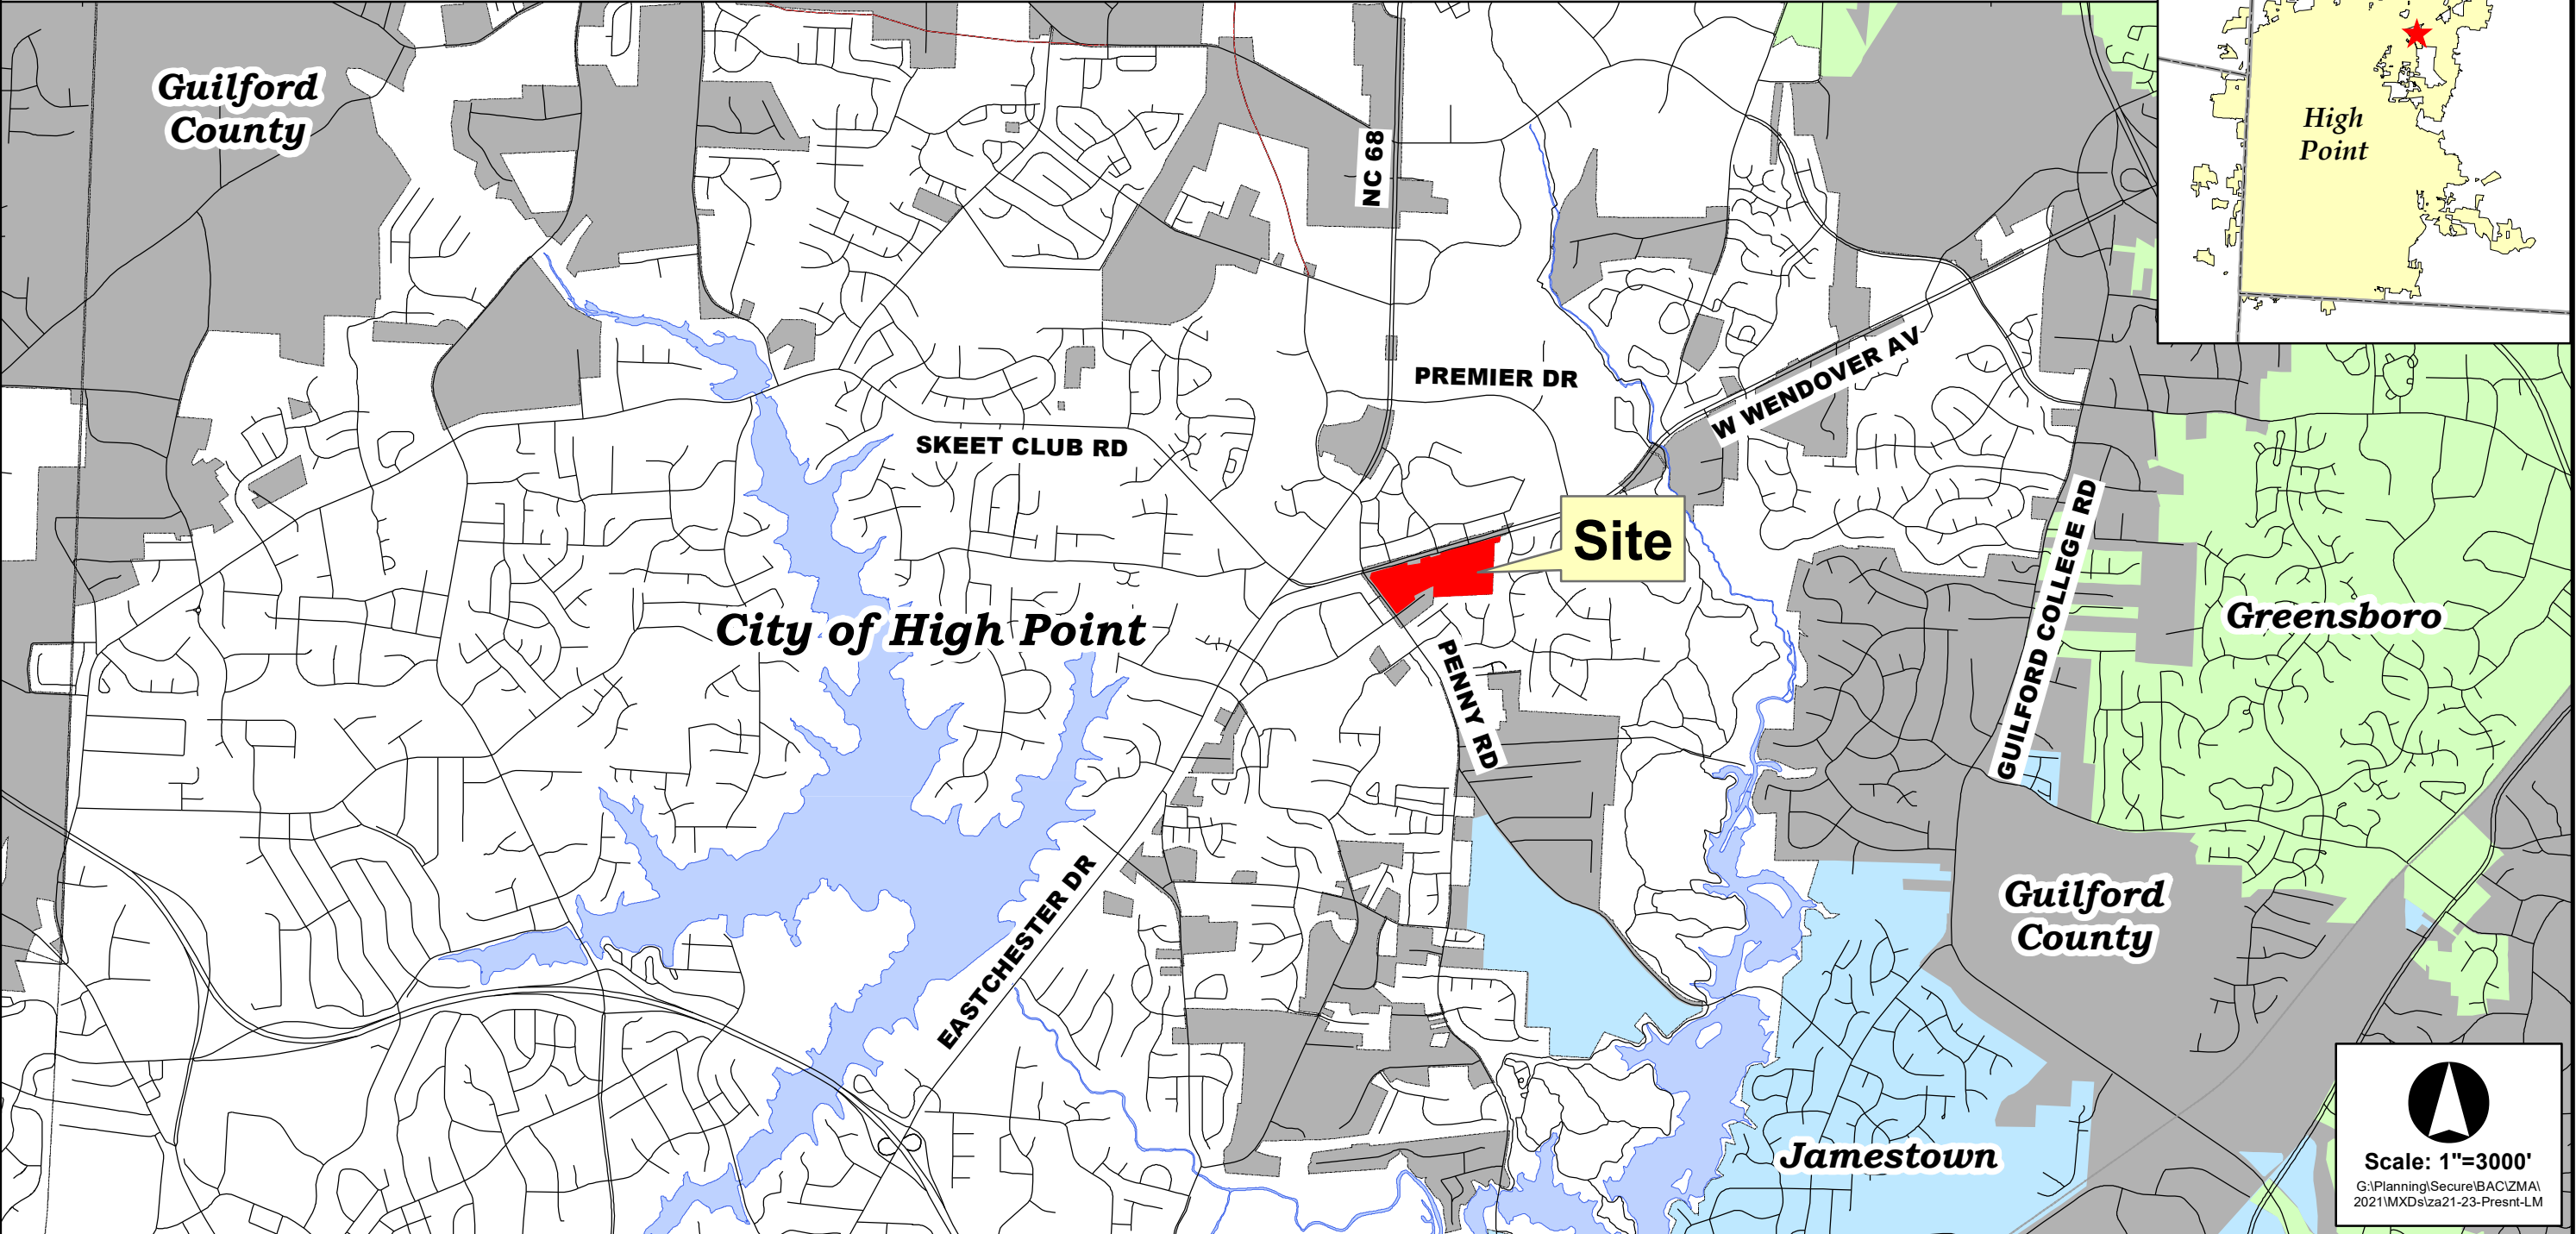 Guilford
County
NC 68
High
Point
PREMIER DR
W WENDOVER AV
SKEET CLUB RD
Site
GUILFORD COLLEGE RD
City of High Point
Greensboro
PENNY RD
EASTCHESTER DR
Guilford
County
Jamestown
Scale: 1"=3000'
G:\Planning\Secure\BAC\ZMA\
2021\MXDs\za21-23-Presnt-LM